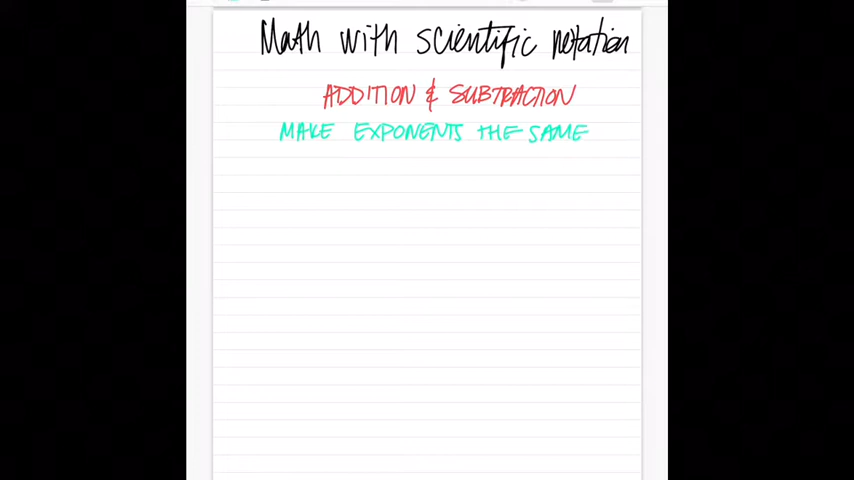 Math with scientific notation
ADDITION & SUBTRACTION
MAKE EXPONENTS THE SAME